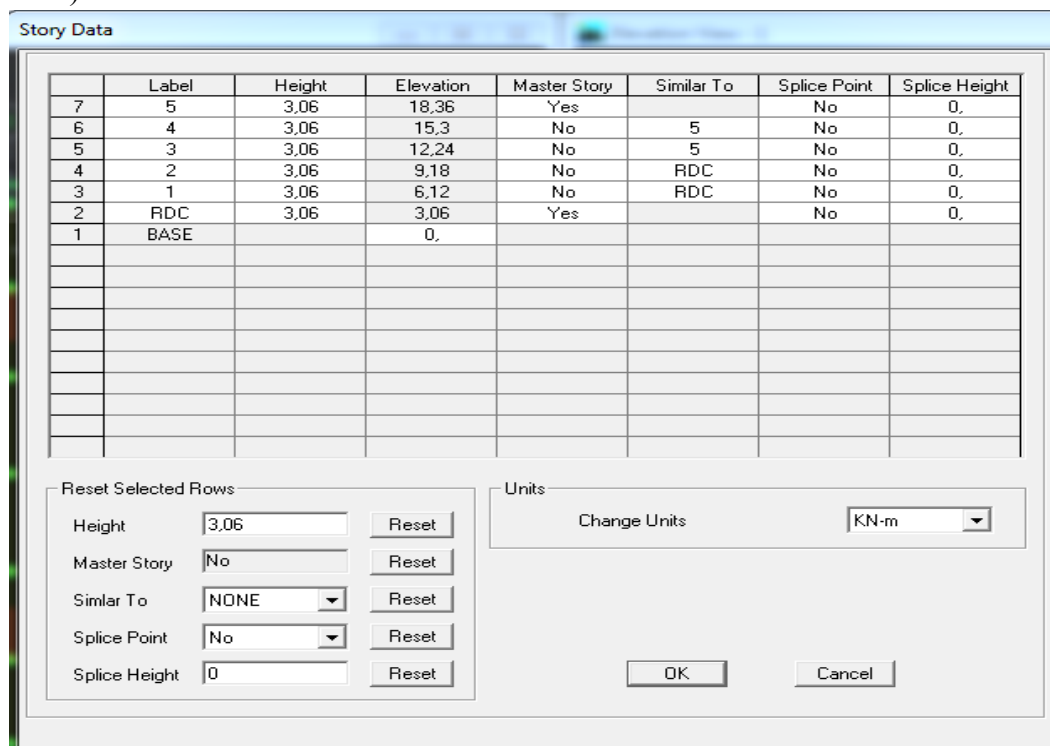 )
Story Data
Label Height Elevation Master Story Similar To Splice Point Splice Height
7 5 3,06 18,36 Yes No 0,
6 4 3,06 15,3 No 5 No 0,
5 3 3,06 12,24 No 5 No 0,
4 2 3,06 9,18 No RDC No 0,
3 1 3,06 6,12 No RDC No 0,
2 RDC 3,06 3,06 Yes No 0,
1 BASE 0,
Reset Selected Rows
Height 3,06 Reset
Master Story No Reset
Simlar To NONE Reset
Splice Point No Reset
Splice Height 0 Reset
Units
Change Units KN-m
OK Cancel